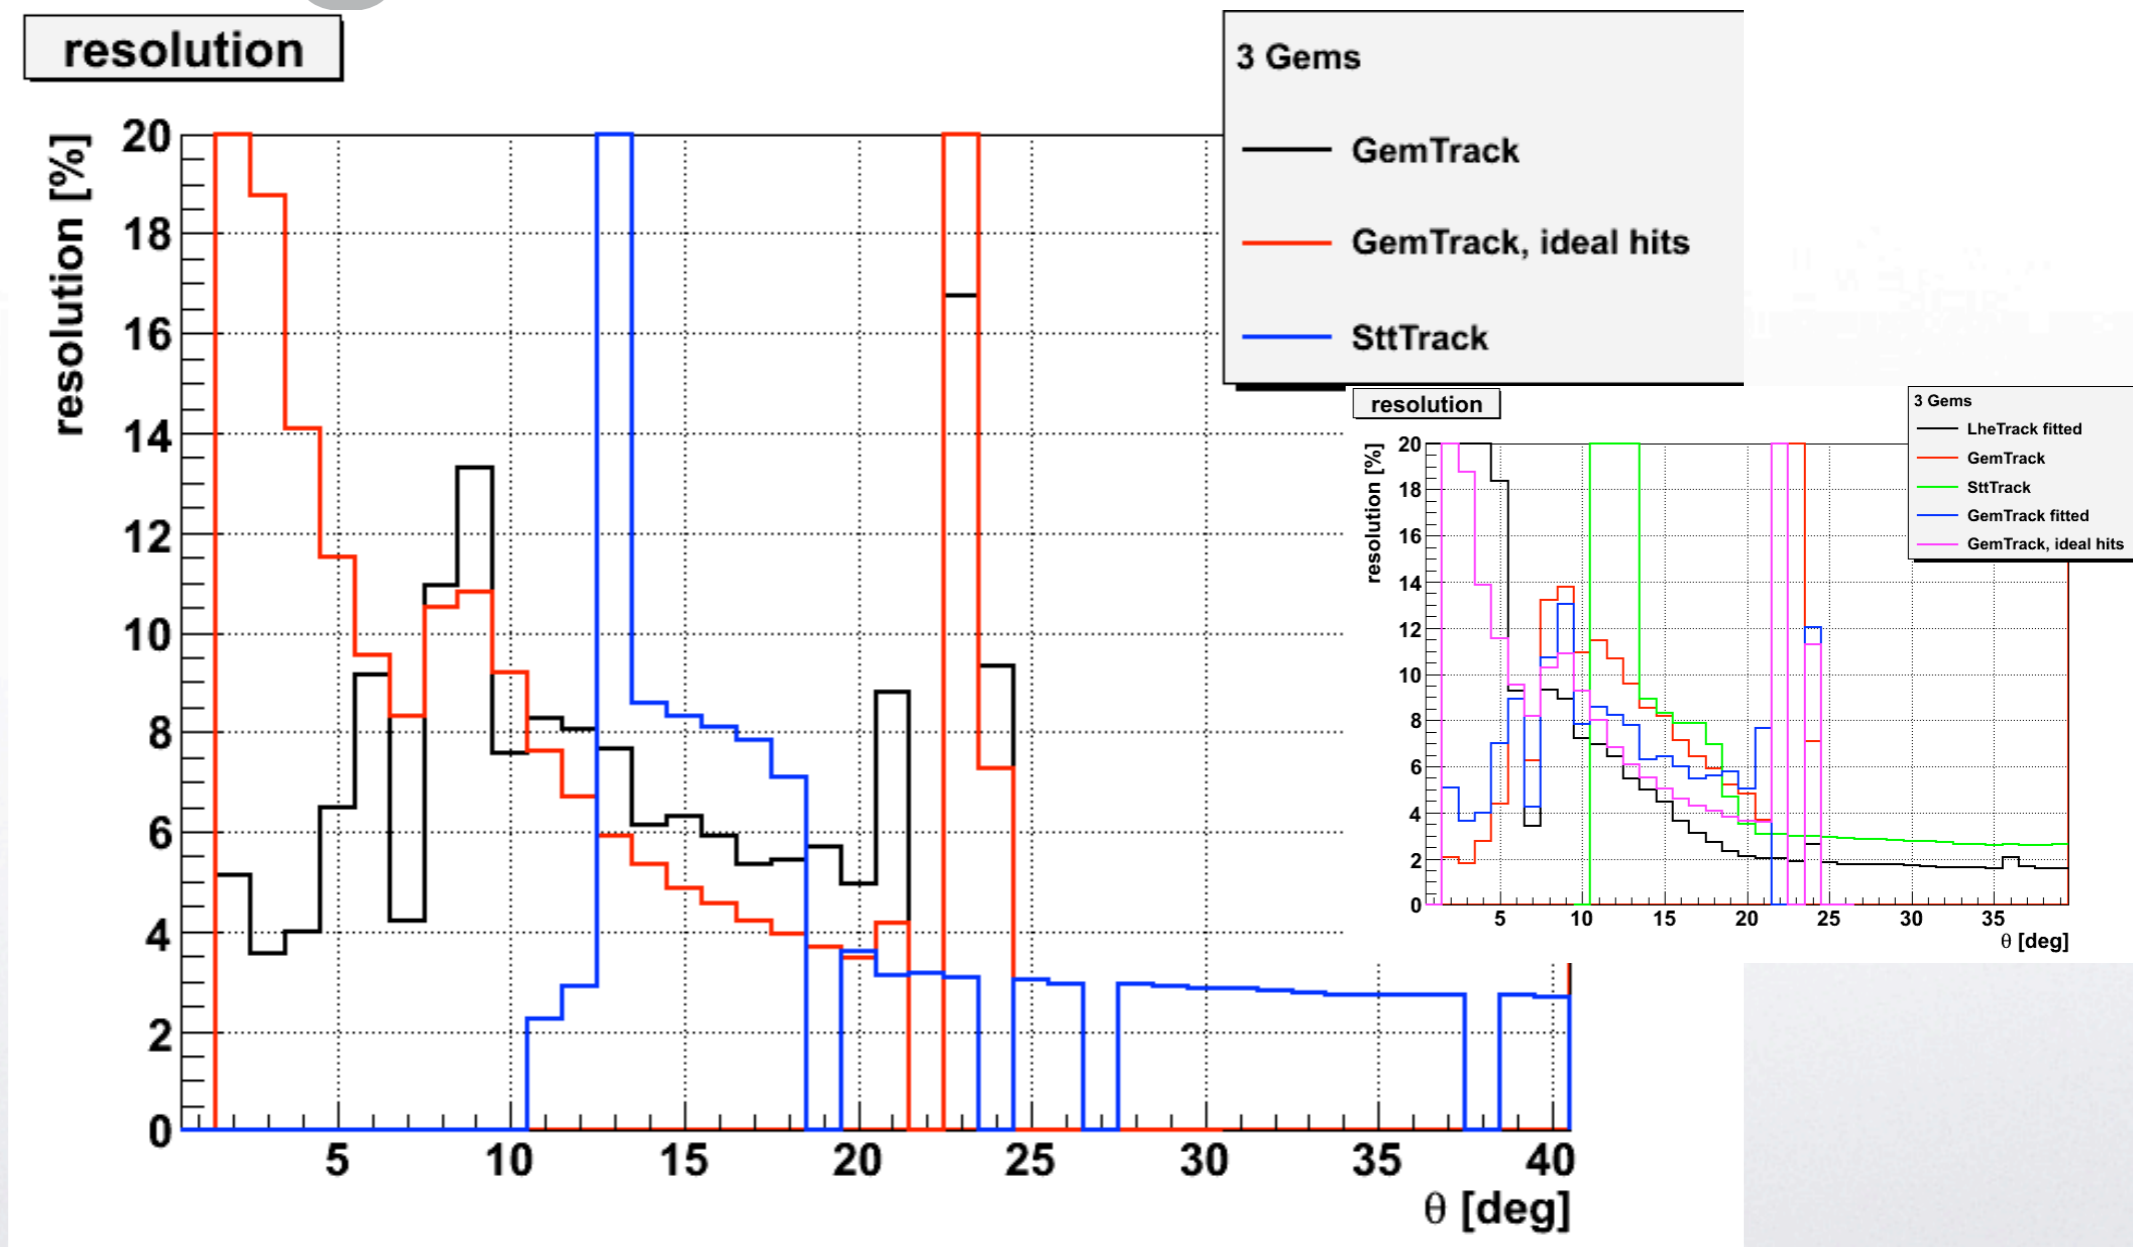 resolution
3 Gems
GemTrack
GemTrack, ideal hits
SttTrack
resolution [%]
20
18
16
14
12
10
8
6
4
2
0
5 10 15 20 25 30 35 40
θ [deg]
resolution
3 Gems
LheTrack fitted
GemTrack
SttTrack
GemTrack fitted
GemTrack, ideal hits
resolution [%]
20
18
16
14
12
10
8
6
4
2
0
5 10 15 20 25 30 35
θ [deg]